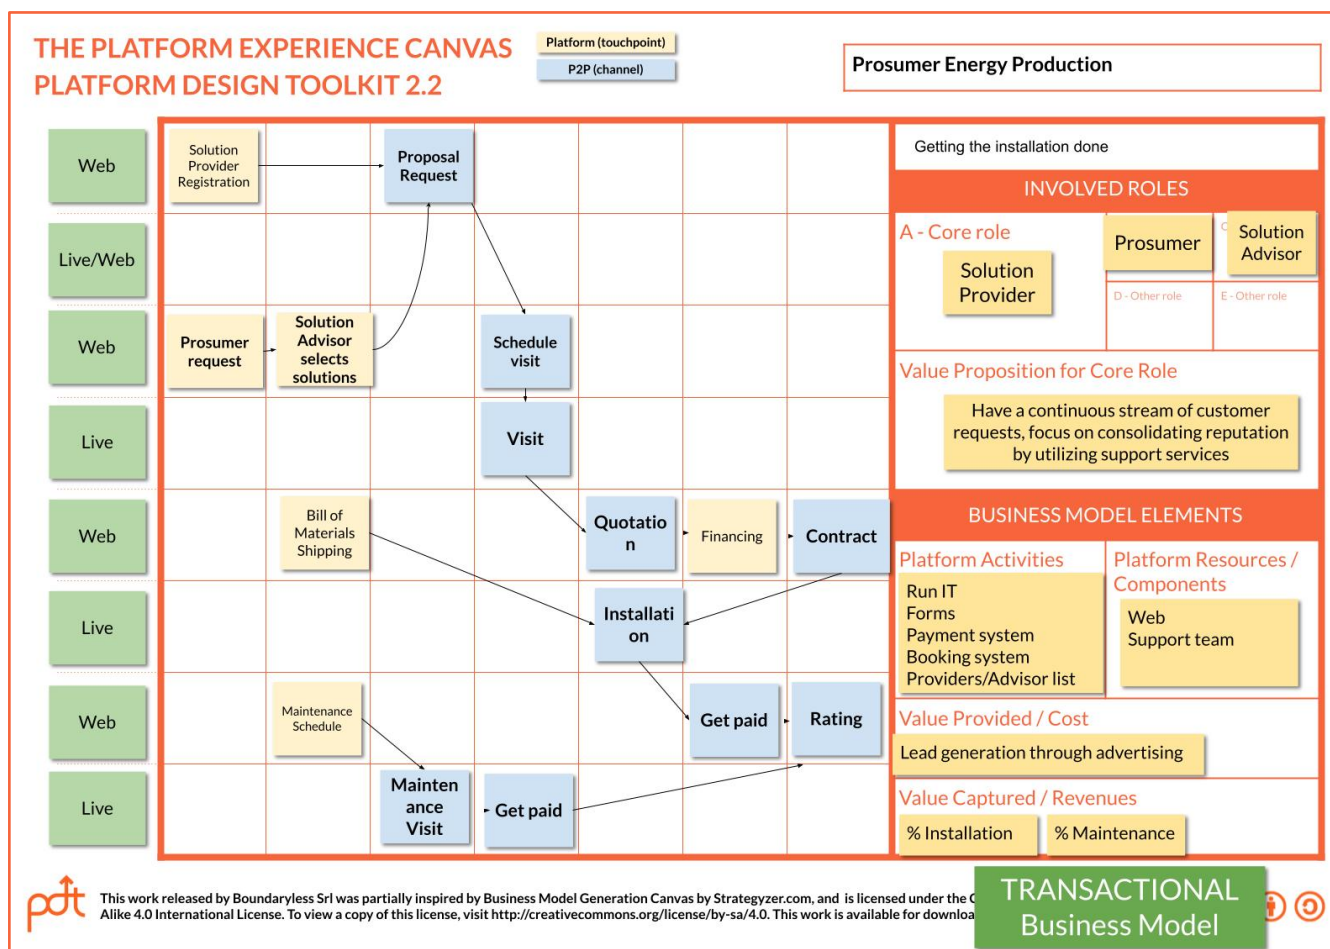 THE PLATFORM EXPERIENCE CANVAS
PLATFORM DESIGN TOOLKIT 2.2
Platform (touchpoint)
P2P (channel)
Prosumer Energy Production
Web
Solution
Provider
Registration
Proposal
Request
Live/Web
Web
Prosumer
request
Solution
Advisor
selects
solutions
Schedule
visit
Live
Visit
Web
Bill of
Materials
Shipping
Quotatio
n
Financing
Contract
Live
Installati
on
Web
Maintenance
Schedule
Get paid
Rating
Live
Mainten
ance
Visit
Get paid
Getting the installation done
INVOLVED ROLES
A - Core role
Solution
Provider
Prosumer
Solution
Advisor
D - Other role
E - Other role
Value Proposition for Core Role
Have a continuous stream of customer
requests, focus on consolidating reputation
by utilizing support services
BUSINESS MODEL ELEMENTS
Platform Activities
Run IT
Forms
Payment system
Booking system
Providers/Advisor list
Platform Resources /
Components
Web
Support team
Value Provided / Cost
Lead generation through advertising
Value Captured / Revenues
% Installation
% Maintenance
pdt
This work released by Boundaryless Srl was partially inspired by Business Model Generation Canvas by Strategyzer.com, and is licensed under the
Alike 4.0 International License. To view a copy of this license, visit http://creativecommons.org/license/by-sa/4.0. This work is available for
TRANSACTIONAL
Business Model